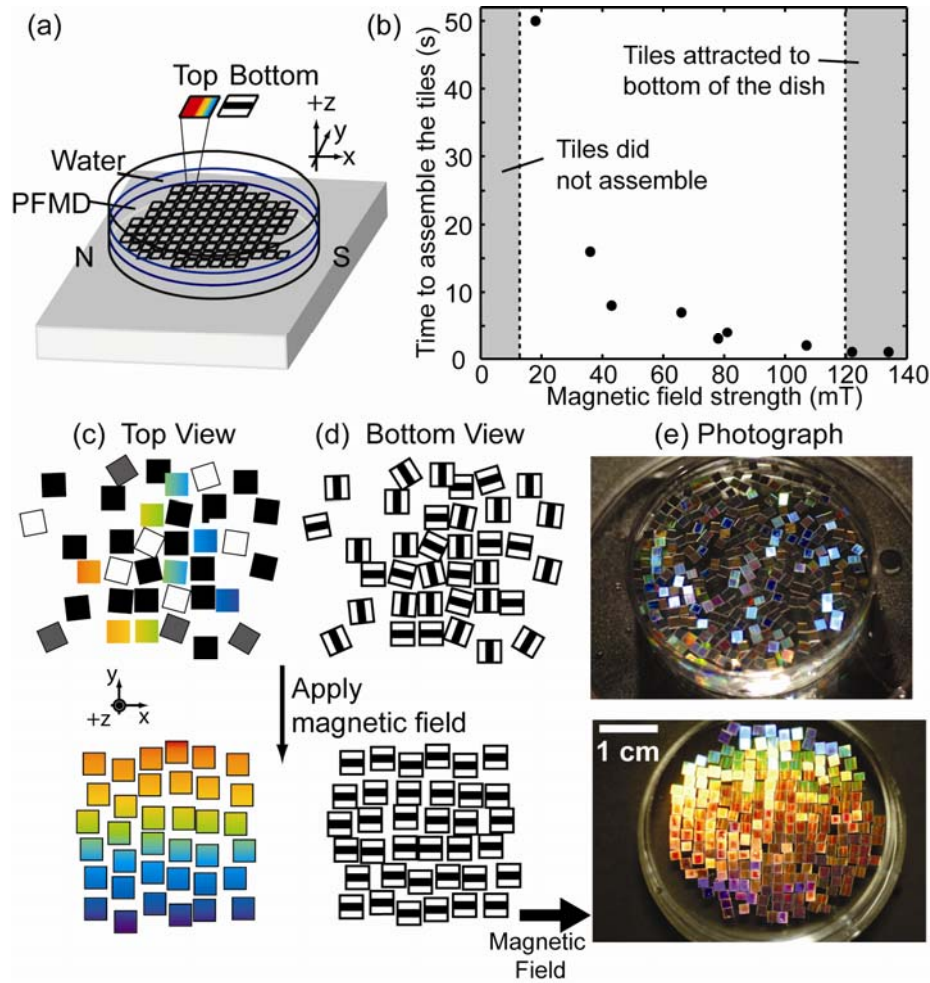 (a)
Top Bottom
+z
y
x
Water
PFMD
N
S
(b)
Time to assemble the tiles (s)
50
40
30
20
10
0
Tiles attracted to
bottom of the dish
Tiles did
not assemble
0 20 40 60 80 100 120 140
Magnetic field strength (mT)
(c) Top View
(d) Bottom View
(e) Photograph
y
+z
x
Apply
magnetic field
1 cm
Magnetic
Field